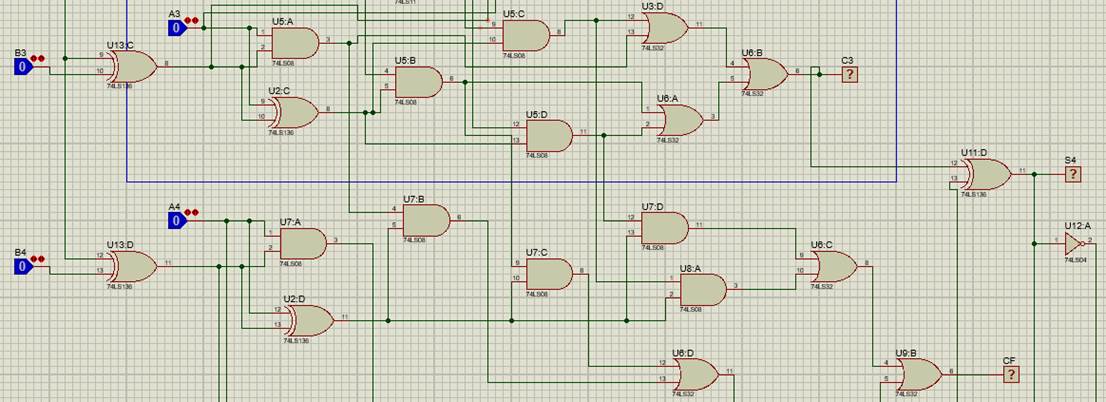 74LS11
A3
0
U5:A
1
2
3
74LS08
U5:C
9
10
8
74LS08
U3:D
12
13
11
74LS32
B3
0
U13:C
9
10
8
74LS136
U5:B
4
5
6
74LS08
U6:B
4
5
6
74LS32
C3
?
U2:C
9
10
8
74LS136
U5:D
12
13
11
74LS08
U6:A
1
2
3
74LS32
U11:D
12
13
11
74LS136
S4
?
A4
0
U7:A
1
2
3
74LS08
U7:B
4
5
6
74LS08
U7:D
12
13
11
74LS08
U12:A
1
2
74LS04
B4
0
U13:D
12
13
11
74LS136
U7:C
9
10
8
74LS08
U8:A
1
2
3
74LS08
U6:C
9
10
8
74LS32
U2:D
12
13
11
74LS136
U6:D
12
13
11
74LS32
U9:B
4
5
6
74LS32
CF
?